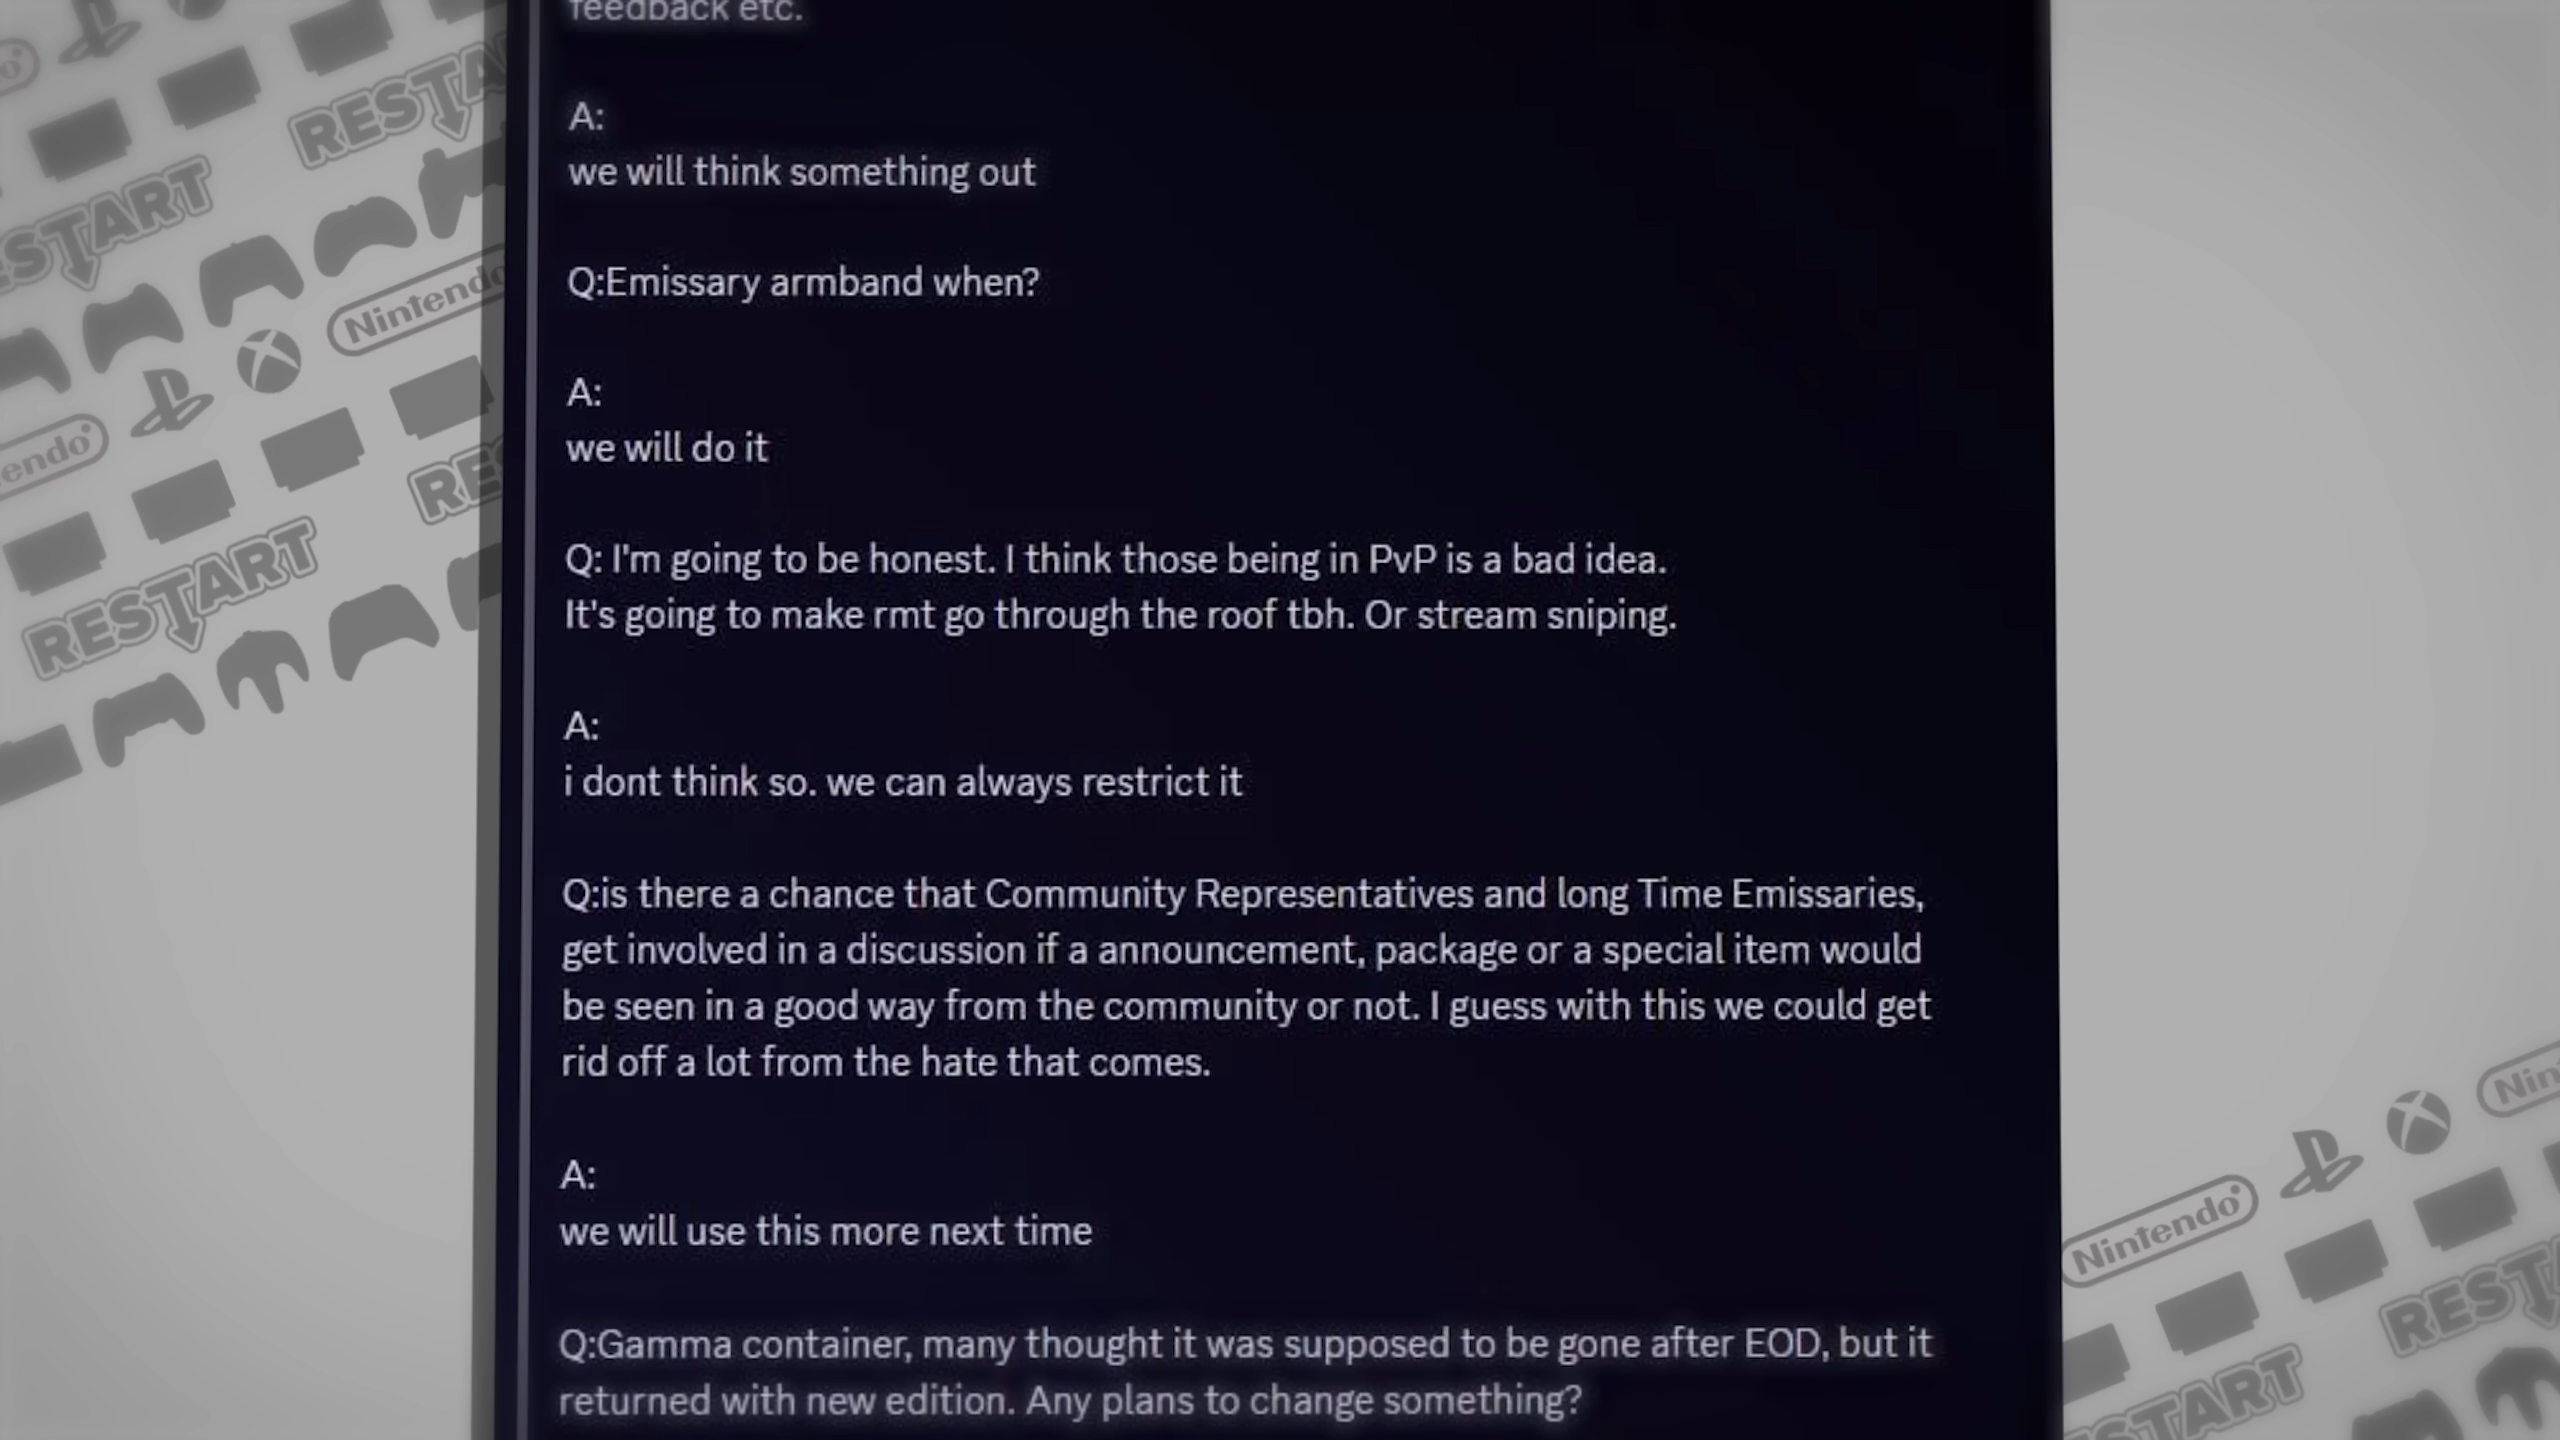 feedback etc.
A:
we will think something out
Q:Emissary armband when?
A:
we will do it
Q: I'm going to be honest. I think those being in PvP is a bad idea.
It's going to make rmt go through the roof tbh. Or stream sniping.
A:
i dont think so. we can always restrict it
Q:is there a chance that Community Representatives and long Time Emissaries,
get involved in a discussion if a announcement, package or a special item would
be seen in a good way from the community or not. I guess with this we could get
rid off a lot from the hate that comes.
A:
we will use this more next time
Q:Gamma container, many thought it was supposed to be gone after EOD, but it
returned with new edition. Any plans to change something?
RESTART
Nintendo
RESTART
Nintendo
RESTART